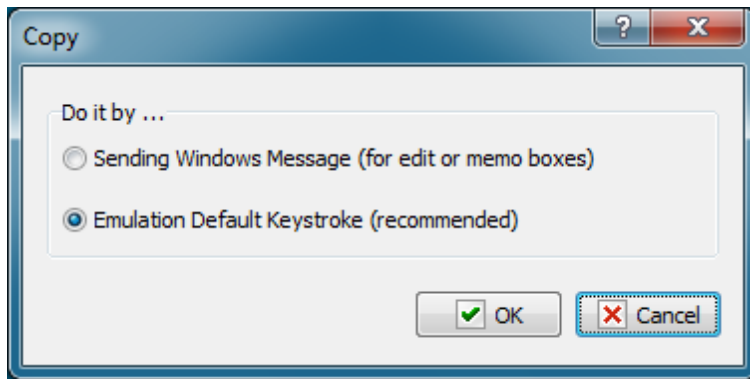 Copy
?
Do it by ...
Sending Windows Message (for edit or memo boxes)
Emulation Default Keystroke (recommended)
OK
Cancel